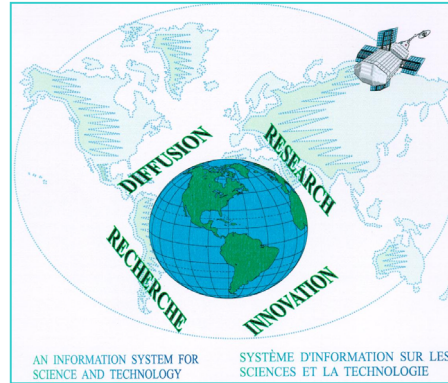 DIFFUSION
RESEARCH
RECHERCHE
INNOVATION
AN INFORMATION SYSTEM FOR
SCIENCE AND TECHNOLOGY
SYSTÈME D'INFORMATION SUR LES
SCIENCES ET LA TECHNOLOGIE